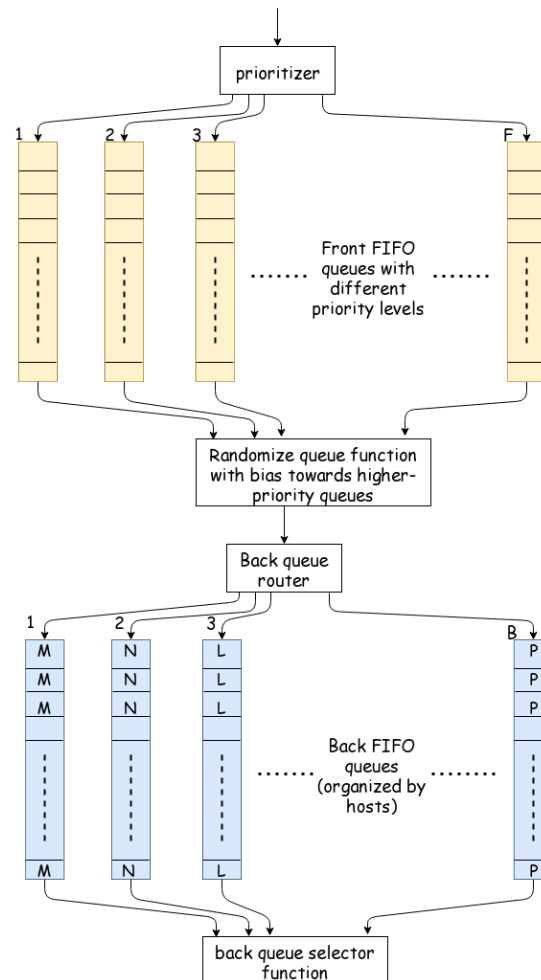 prioritizer
1
2
3
F
Front FIFO
queues with
different
priority levels
Randomize queue function
with bias towards higher-
priority queues
Back queue
router
1
2
3
B
M
N
L
P
M
N
L
P
M
N
L
P
Back FIFO
queues
(organized by
hosts)
M
N
L
P
back queue selector
function